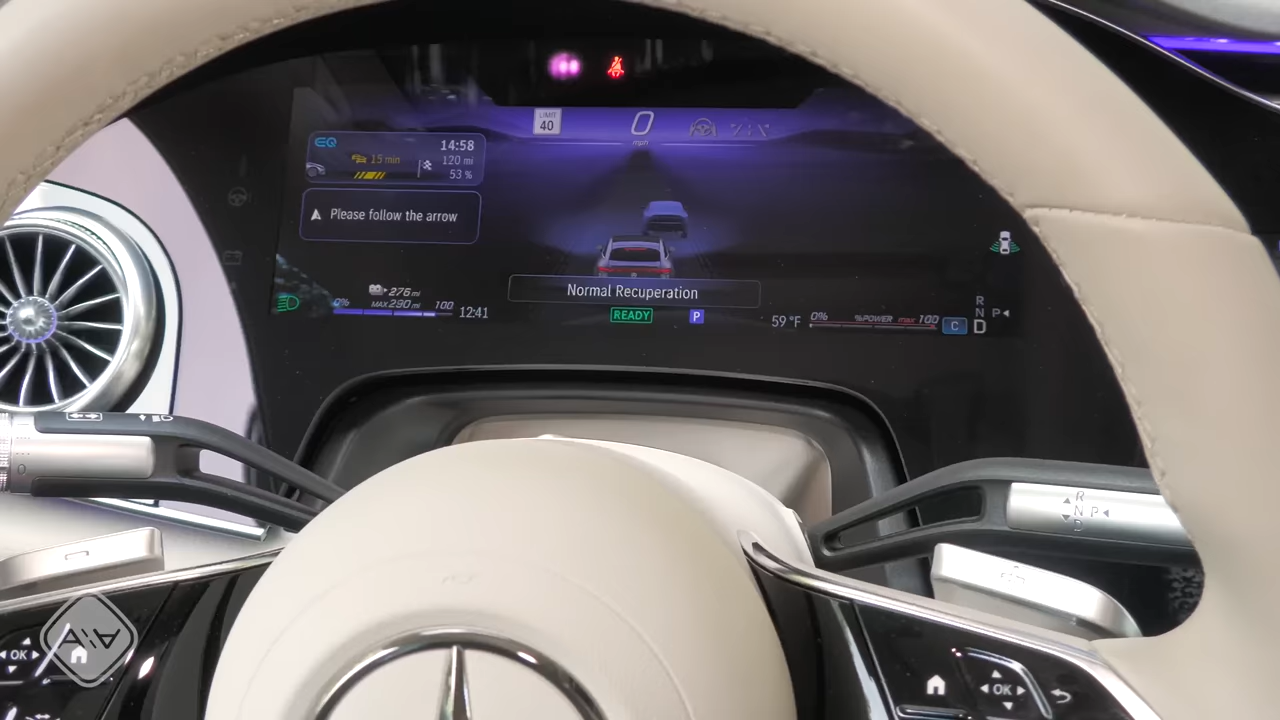 LIMIT
40
0
mph
EQ
14:58
15 min
120 mi
53 %
Please follow the arrow
276 mi
0%
MAX 290 mi
100
12:41
Normal Recuperation
READY
P
59 °F
0%
%POWER
max 100
C
R
N P
D
R
N P
D
OK
OK